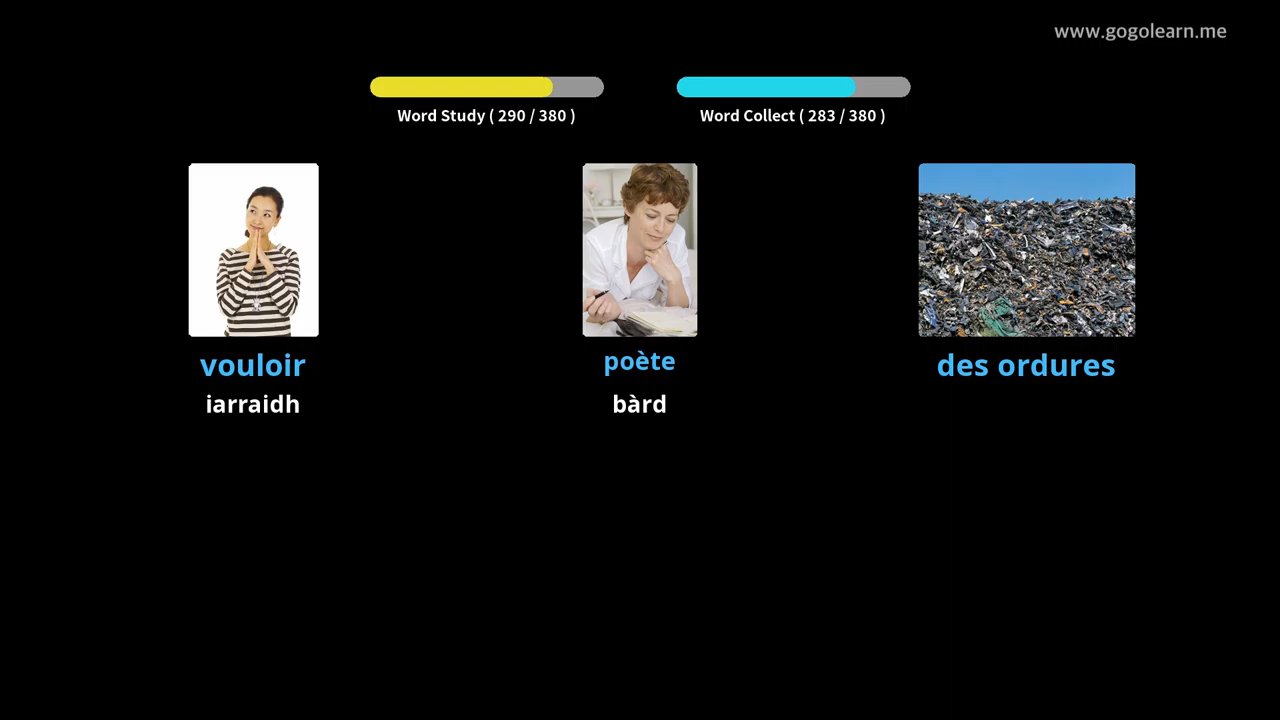 www.gogolearn.me
Word Study ( 290 / 380 )
Word Collect ( 283 / 380 )
vouloir
iarraidh
poète
bàrd
des ordures